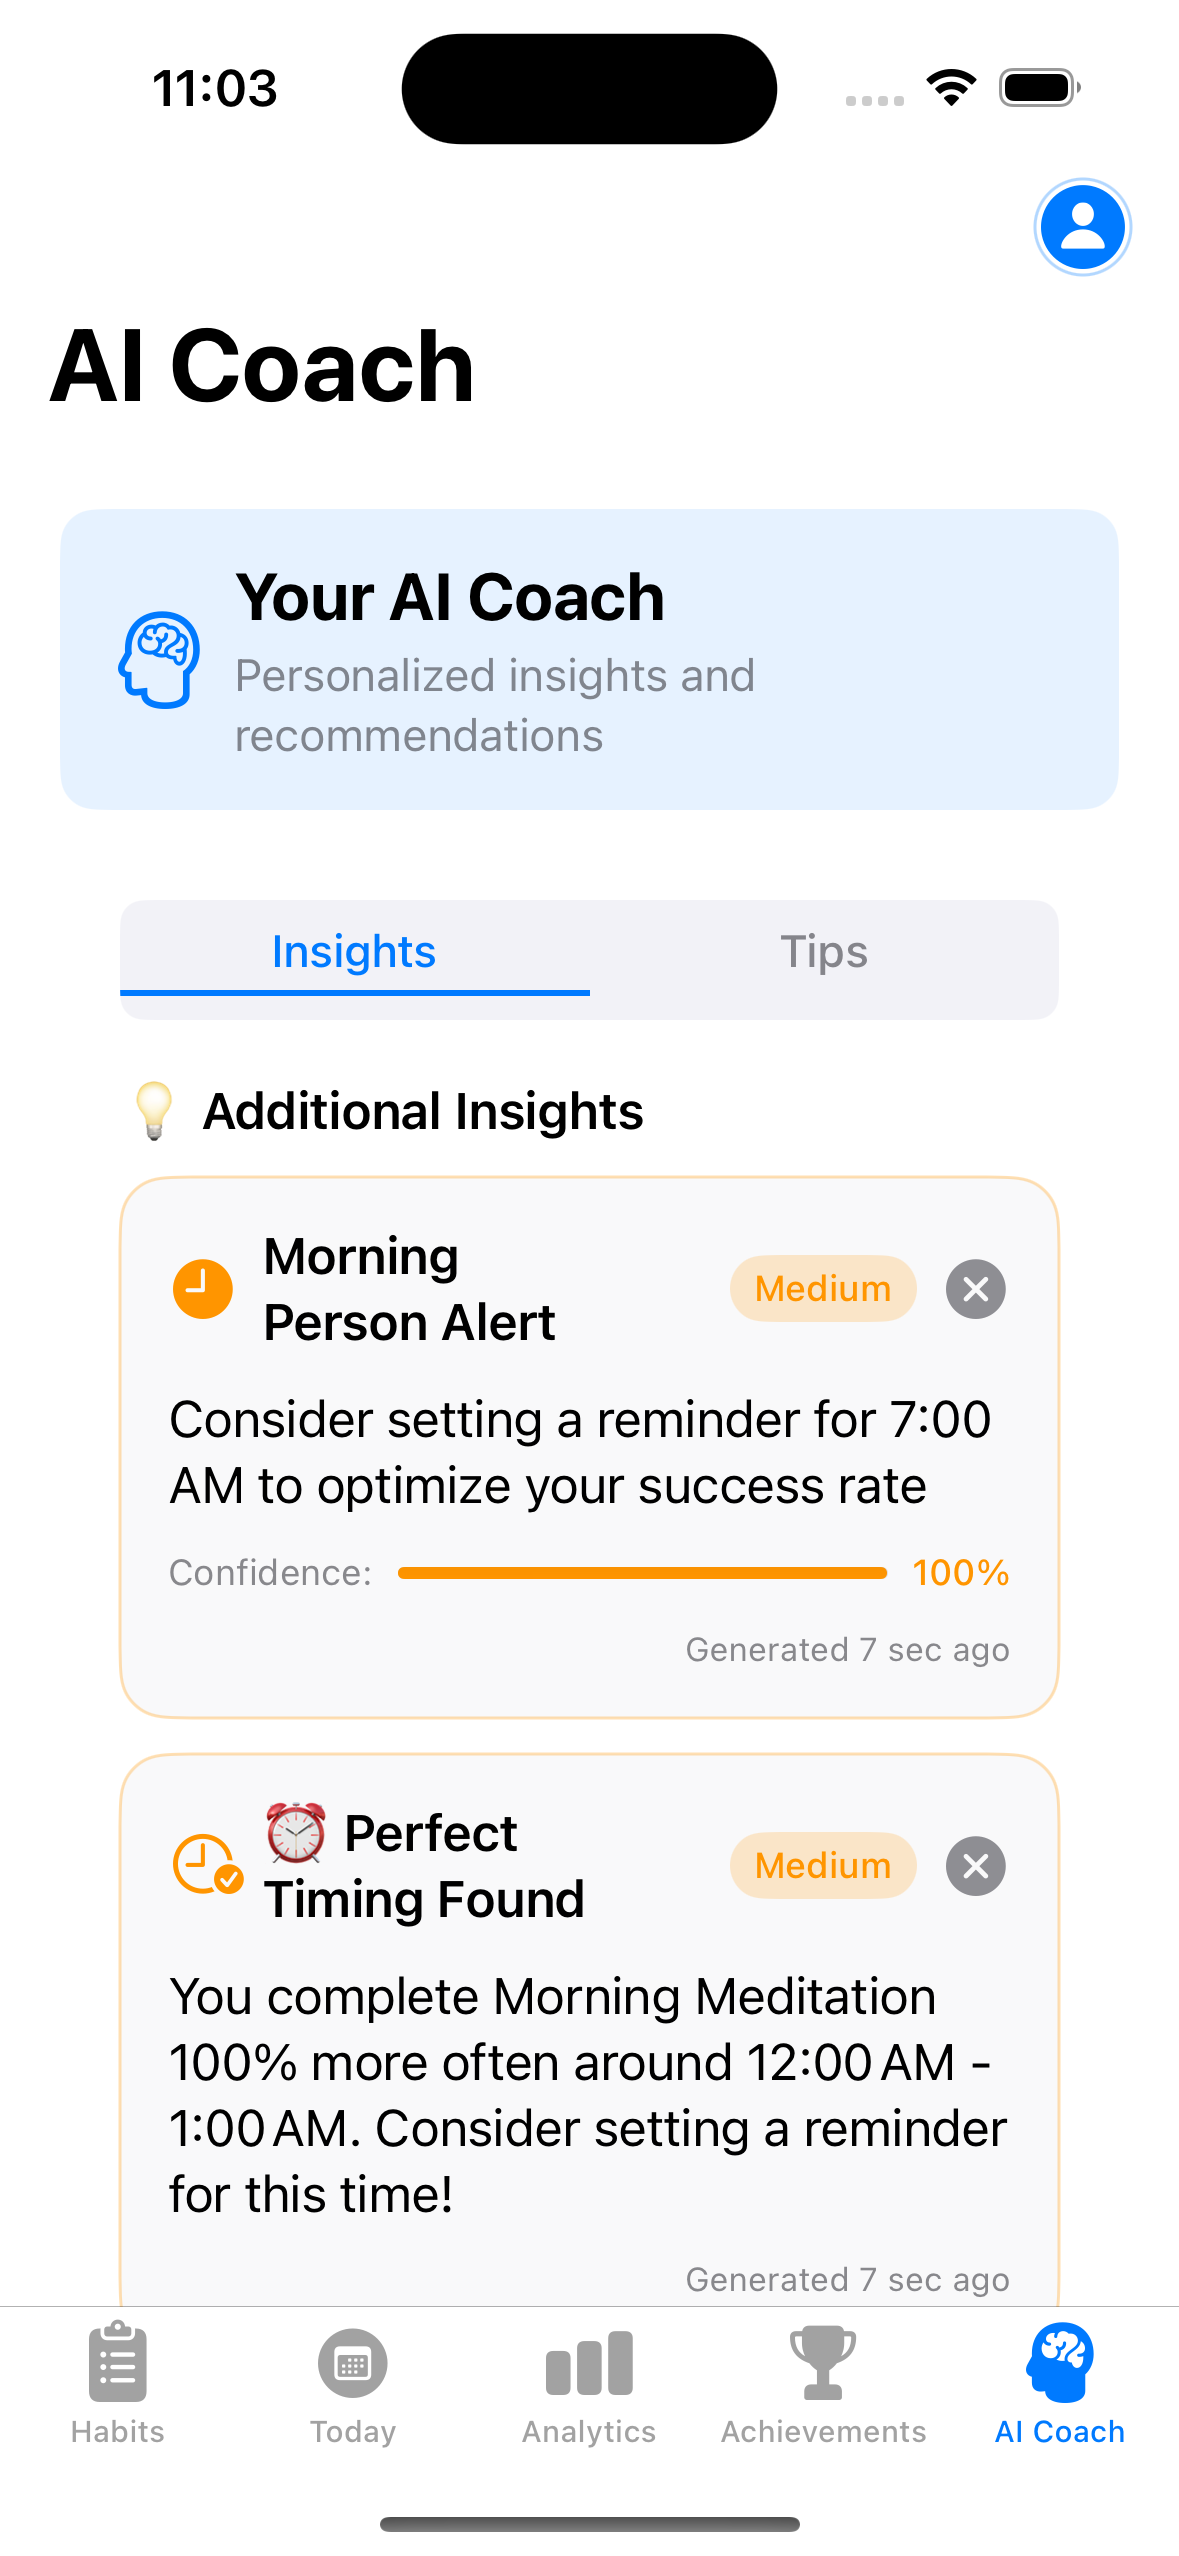 11:03
AI Coach
Your AI Coach
Personalized insights and
recommendations
Insights
Tips
💡 Additional Insights
Morning
Person Alert
Medium
Consider setting a reminder for 7:00
AM to optimize your success rate
Confidence:
100%
Generated 7 sec ago
⏰ Perfect
Timing Found
Medium
You complete Morning Meditation
100% more often around 12:00 AM -
1:00 AM. Consider setting a reminder
for this time!
Generated 7 sec ago
Habits
Today
Analytics
Achievements
AI Coach